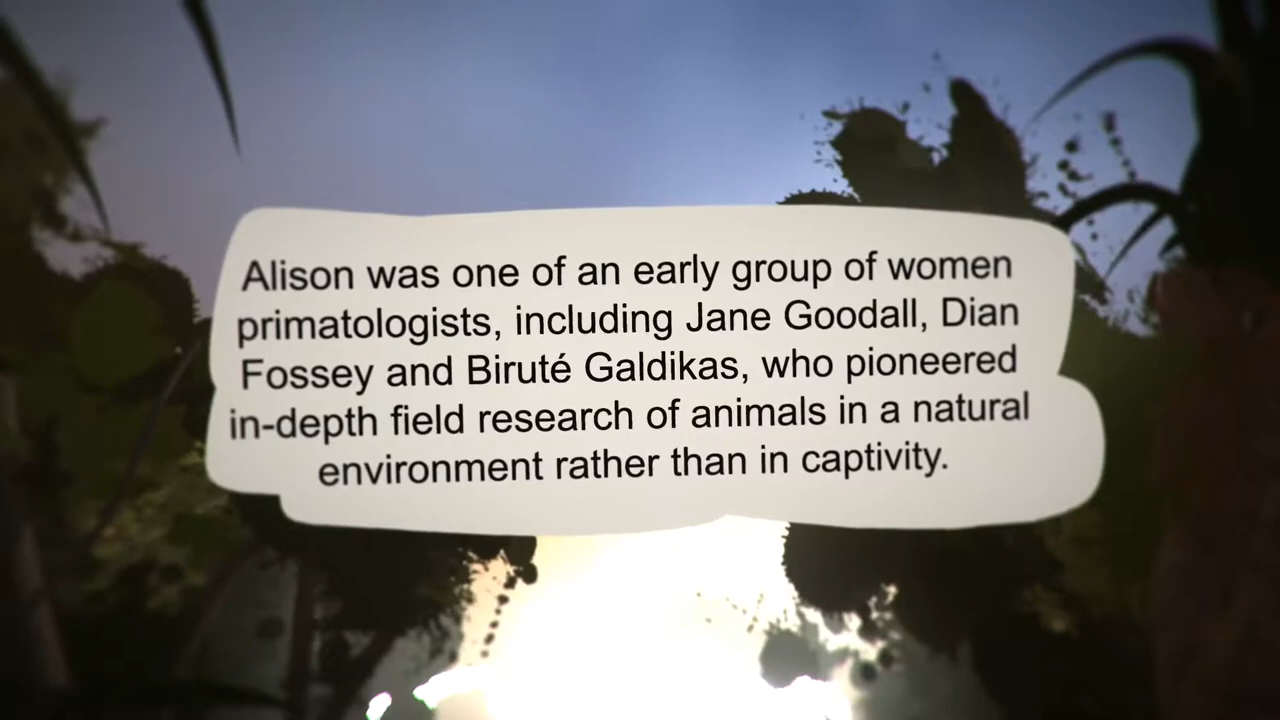 Alison was one of an early group of women
primatologists, including Jane Goodall, Dian
Fossey and Biruté Galdikas, who pioneered
in-depth field research of animals in a natural
environment rather than in captivity.